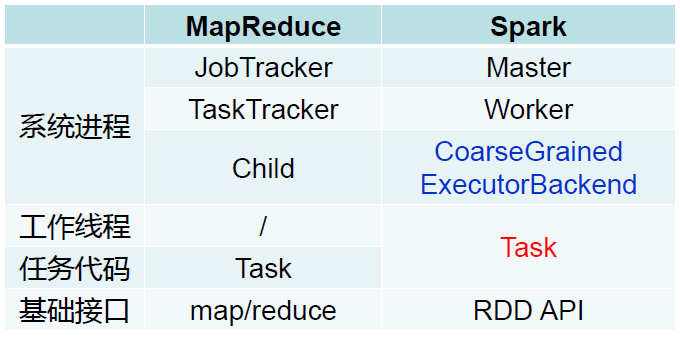 MapReduce Spark
系统进程 JobTracker Master
TaskTracker Worker
Child CoarseGrained
ExecutorBackend
工作线程 / Task
任务代码 Task
基础接口 map/reduce RDD API